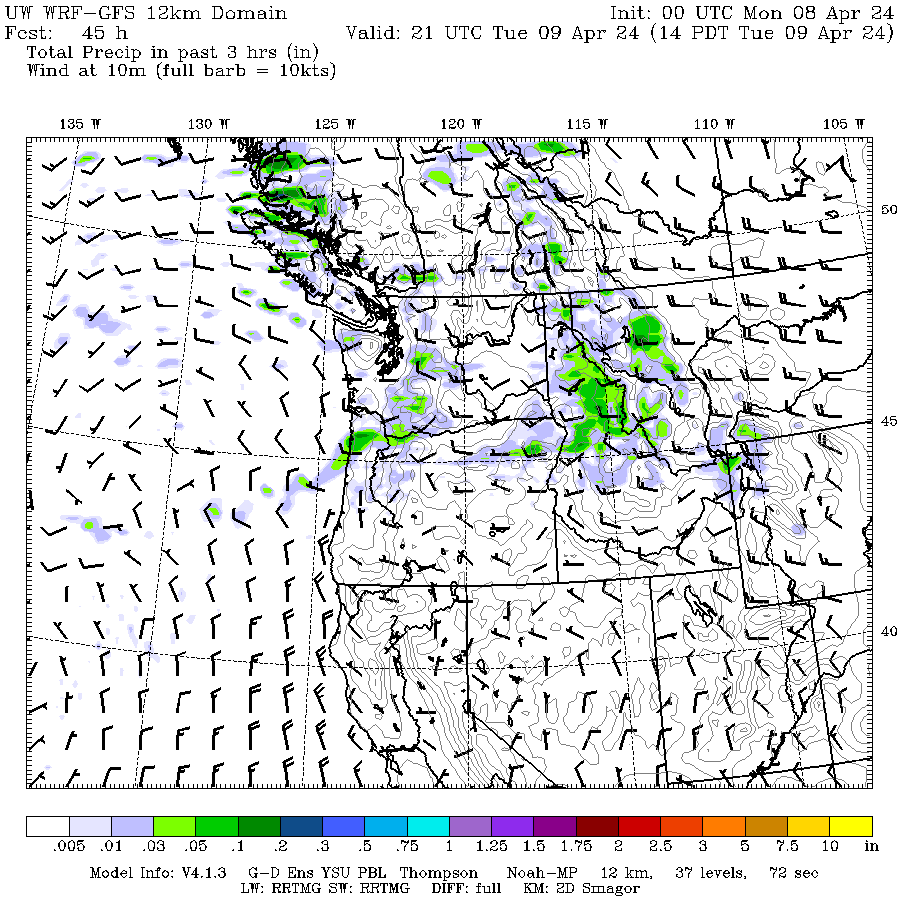 UW WRF-GFS 12km Domain Init: 00 UTC Mon 08 Apr 24
Fcst: 45 h Valid: 21 UTC Tue 09 Apr 24 (14 PDT Tue 09 Apr 24)
Total Precip in past 3 hrs (in)
Wind at 10m (full barb = 10kts)
135 W 130 W 125 W 120 W 115 W 110 W 105 W
50
45
40
.005 .01 .03 .05 .1 .2 .3 .5 .75 1 1.25 1.5 1.75 2 2.5 3 5 7.5 10 in
Model Info: V4.1.3 G-D Ens YSU PBL Thompson Noah-MP 12 km, 37 levels, 72 sec
LW: RRTMG SW: RRTMG DIFF: full KM: 2D Smagor